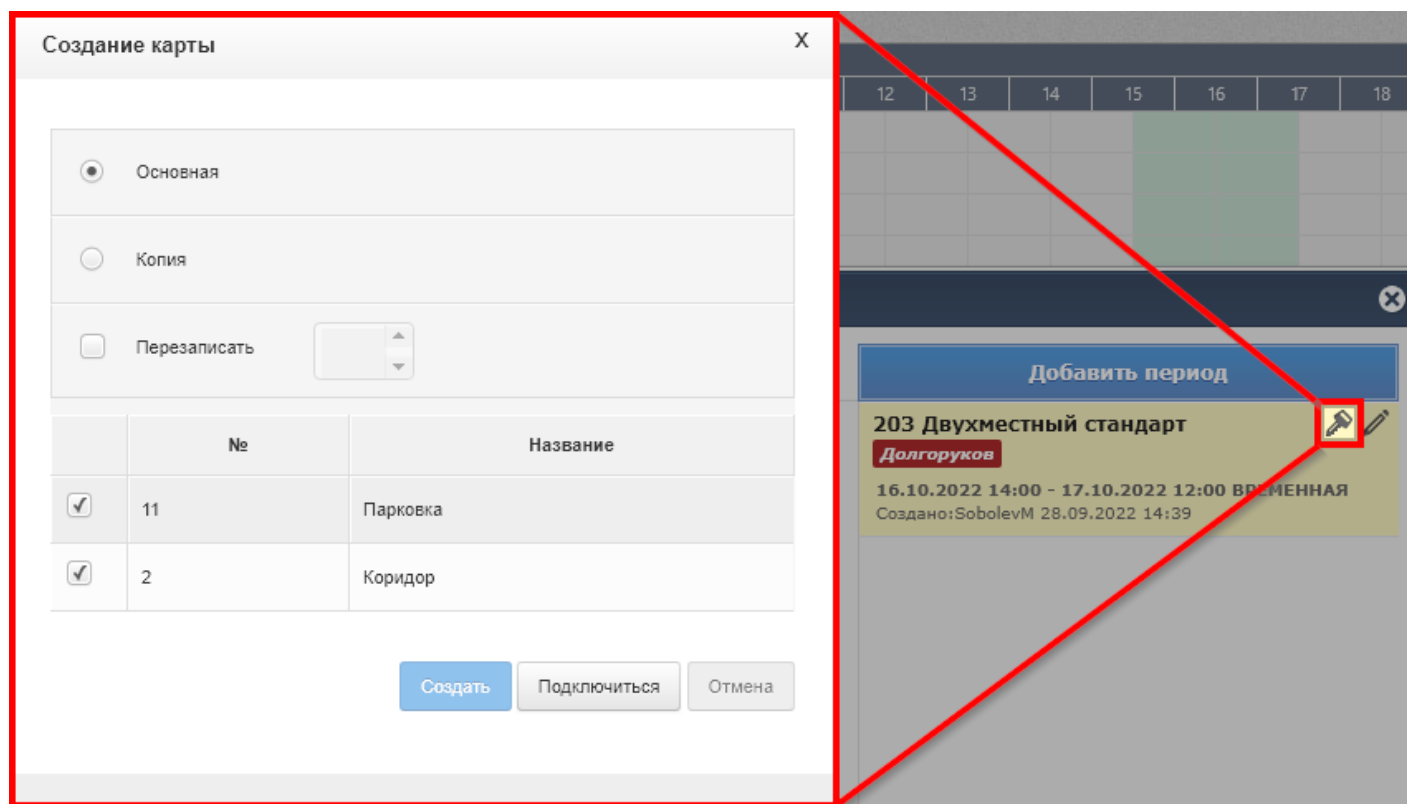 Создание карты
X
Основная
Копия
Перезаписать
№ Название
11 Парковка
2 Коридор
Создать Подключиться Отмена
12 13 14 15 16 17 18
Добавить период
203 Двухместный стандарт
Долгоруков
16.10.2022 14:00 - 17.10.2022 12:00 ВРЕМЕННАЯ
Создано:SobolevM 28.09.2022 14:39